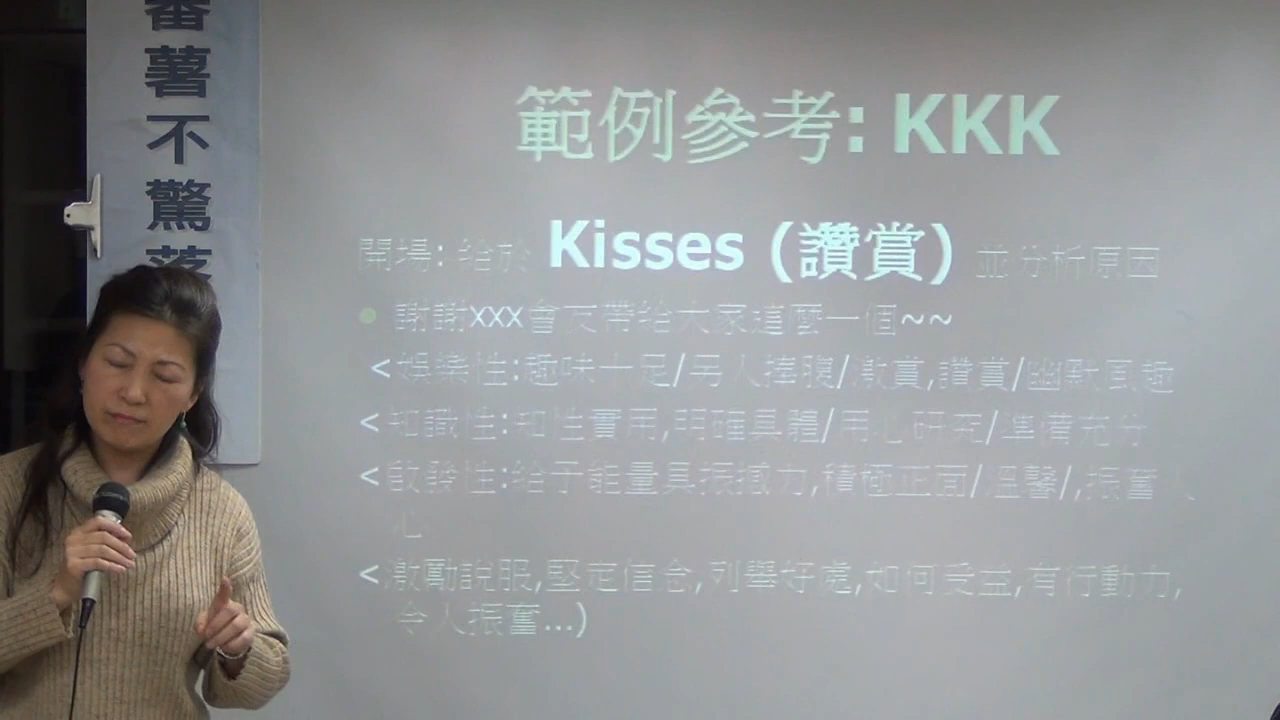 番薯不驚落
範例參考: KKK
開場: 給於 Kisses (讚賞) 並分析原因
謝謝xxx會友帶給大家這麼一個~~
<娛樂性:趣味十足/另人捧腹/激賞,讚賞/幽默風趣
<知識性:知性實用,明確具體/用心研究/準備充分
<啟發性:給予能量具振撼力,積極正面/溫馨/,振奮人
心
<激勵說服,堅定信念,列舉好處,如何受益,有行動力,
令人振奮...)